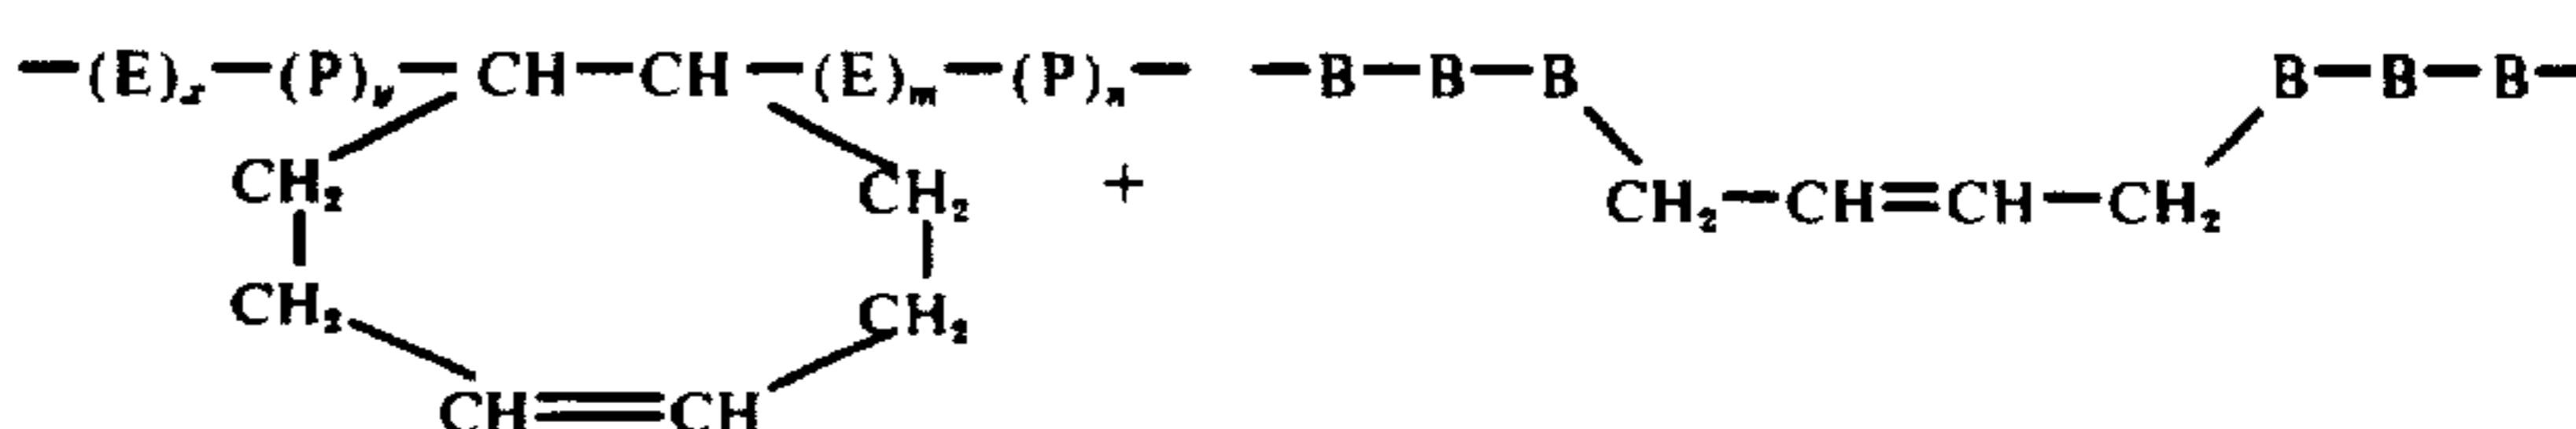 —(E)ₓ—(P)ᵧ—CH—CH—(E)ₘ—(P)ₙ— —B—B—B B—B—B—
CH₂ CH₂ + CH₂—CH=CH—CH₂
CH₂ CH₂
CH=CH